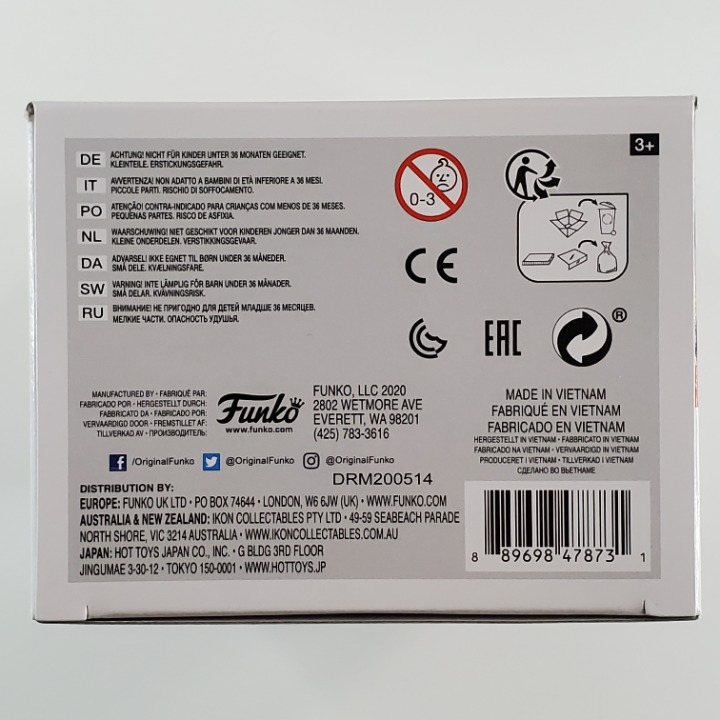 3+
DE ACHTUNG! NICHT FÜR KINDER UNTER 36 MONATEN GEEIGNET.
KLEINTEILE. ERSTICKUNGSGEFAHR.
IT AVVERTENZA! NON ADATTO A BAMBINI DI ETÀ INFERIORE A 36 MESI.
PICCOLE PARTI. RISCHIO DI SOFFOCAMENTO.
PO ATENÇÃO! CONTRA-INDICADO PARA CRIANÇAS COM MENOS DE 36 MESES.
PEQUENAS PARTES. RISCO DE ASFIXIA.
NL WAARSCHUWING! NIET GESCHIKT VOOR KINDEREN JONGER DAN 36 MAANDEN.
KLEINE ONDERDELEN. VERSTIKKINGSGEVAAR.
DA ADVARSEL! IKKE EGNET TIL BØRN UNDER 36 MÅNEDER.
SMÅ DELE. KVÆLNINGSFARE.
SW VARNING! INTE LÄMPLIG FÖR BARN UNDER 36 MÅNADER.
SMÅ DELAR. KVÄVNINGSRISK.
RU ВНИМАНИЕ! НЕ ПРИГОДНО ДЛЯ ДЕТЕЙ МЛАДШЕ 36 МЕСЯЦЕВ.
МЕЛКИЕ ЧАСТИ. ОПАСНОСТЬ УДУШЬЯ.
0-3
CE
EAC
®
MANUFACTURED BY • FABRIQUÉ PAR:
FABRICADO POR • HERGESTELLT DURCH:
FABBRICATO DA • FABRICADO POR:
VERVAARDIGD DOOR • FREMSTILLET AF:
TILLVERKAD AV • ПРОИЗВОДИТЕЛЬ:
Funko
www.funko.com
FUNKO, LLC 2020
2802 WETMORE AVE
EVERETT, WA 98201
(425) 783-3616
MADE IN VIETNAM
FABRIQUÉ EN VIETNAM
FABRICADO EN VIETNAM
HERGESTELLT IN VIETNAM • FABBRICATO IN VIETNAM
FABRICADO NA VIETNAM • VERVAARDIGD IN VIETNAM
PRODUCERET I VIETNAM • TILLVERKAD I VIETNAM
СДЕЛАНО ВО ВЬЕТНАМЕ
f /OriginalFunko @OriginalFunko @OriginalFunko
DRM200514
DISTRIBUTION BY:
EUROPE: FUNKO UK LTD • PO BOX 74644 • LONDON, W6 6JW (UK) • WWW.FUNKO.COM
AUSTRALIA & NEW ZEALAND: IKON COLLECTABLES PTY LTD • 49-59 SEABEACH PARADE
NORTH SHORE, VIC 3214 AUSTRALIA • WWW.IKONCOLLECTABLES.COM.AU
JAPAN: HOT TOYS JAPAN CO., INC. • G BLDG 3RD FLOOR
JINGUMAE 3-30-12 • TOKYO 150-0001 • WWW.HOTTOYS.JP
8 89698 47873 1